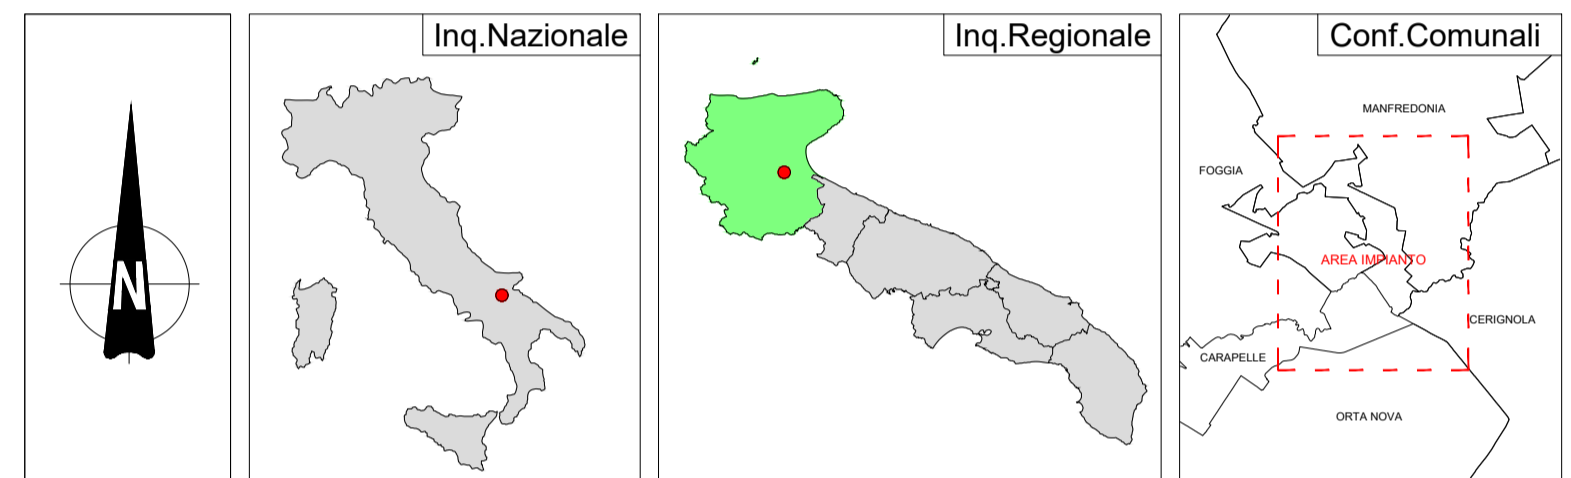 N
Inq.Nazionale
Inq.Regionale
Conf.Comunali
MANFREDONIA
FOGGIA
AREA IMPIANTO
CERIGNOLA
CARAPELLE
ORTA NOVA